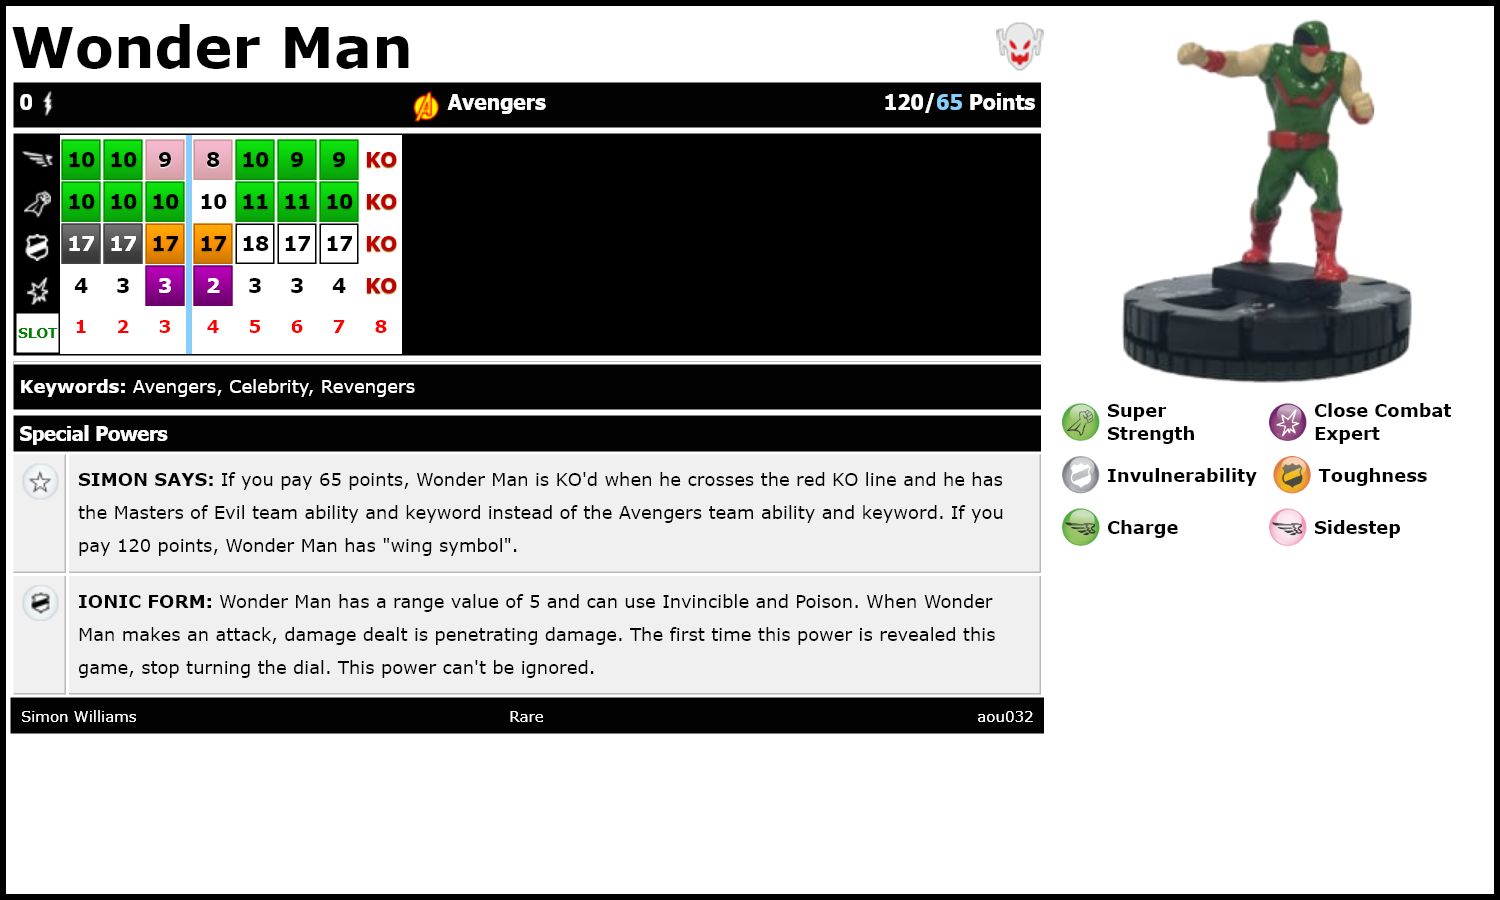 Wonder Man
0 Avengers 120/65 Points
10 10 9 8 10 9 9 KO
10 10 10 10 11 11 10 KO
17 17 17 17 18 17 17 KO
4 3 3 2 3 3 4 KO
SLOT 1 2 3 4 5 6 7 8
Keywords: Avengers, Celebrity, Revengers
Special Powers
SIMON SAYS: If you pay 65 points, Wonder Man is KO'd when he crosses the red KO line and he has
the Masters of Evil team ability and keyword instead of the Avengers team ability and keyword. If you
pay 120 points, Wonder Man has "wing symbol".
IONIC FORM: Wonder Man has a range value of 5 and can use Invincible and Poison. When Wonder
Man makes an attack, damage dealt is penetrating damage. The first time this power is revealed this
game, stop turning the dial. This power can't be ignored.
Simon Williams Rare aou032
Super
Strength
Close Combat
Expert
Invulnerability
Toughness
Charge
Sidestep